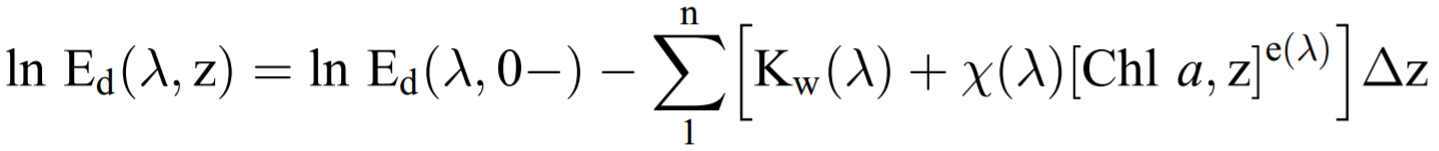 ln E_d(λ, z) = ln E_d(λ, 0−) − ∑_1^n [K_w(λ) + χ(λ)[Chl a, z]^{e(λ)}] Δz